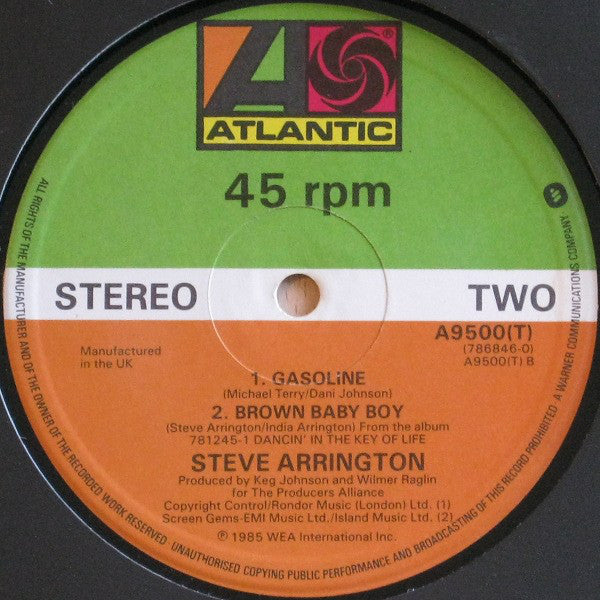 A
ATLANTIC
45 rpm
STEREO
TWO
A9500(T)
(786846-0)
A9500(T) B
Manufactured
in the UK
1. GASOLINE
(Michael Terry/Dani Johnson)
2. BROWN BABY BOY
(Steve Arrington/India Arrington) From the album
781245-1 DANCIN' IN THE KEY OF LIFE
STEVE ARRINGTON
Produced by Keg Johnson and Wilmer Raglin
for The Producers Alliance
Copyright Control/Rondor Music (London) Ltd. (1)
Screen Gems-EMI Music Ltd./Island Music Ltd. (2)
℗ 1985 WEA International Inc.
ALL RIGHTS OF THE MANUFACTURER AND OF THE OWNER OF THE RECORDED WORK RESERVED. UNAUTHORISED COPYING PUBLIC PERFORMANCE AND BROADCASTING OF THIS RECORD PROHIBITED. A WARNER COMMUNICATIONS COMPANY